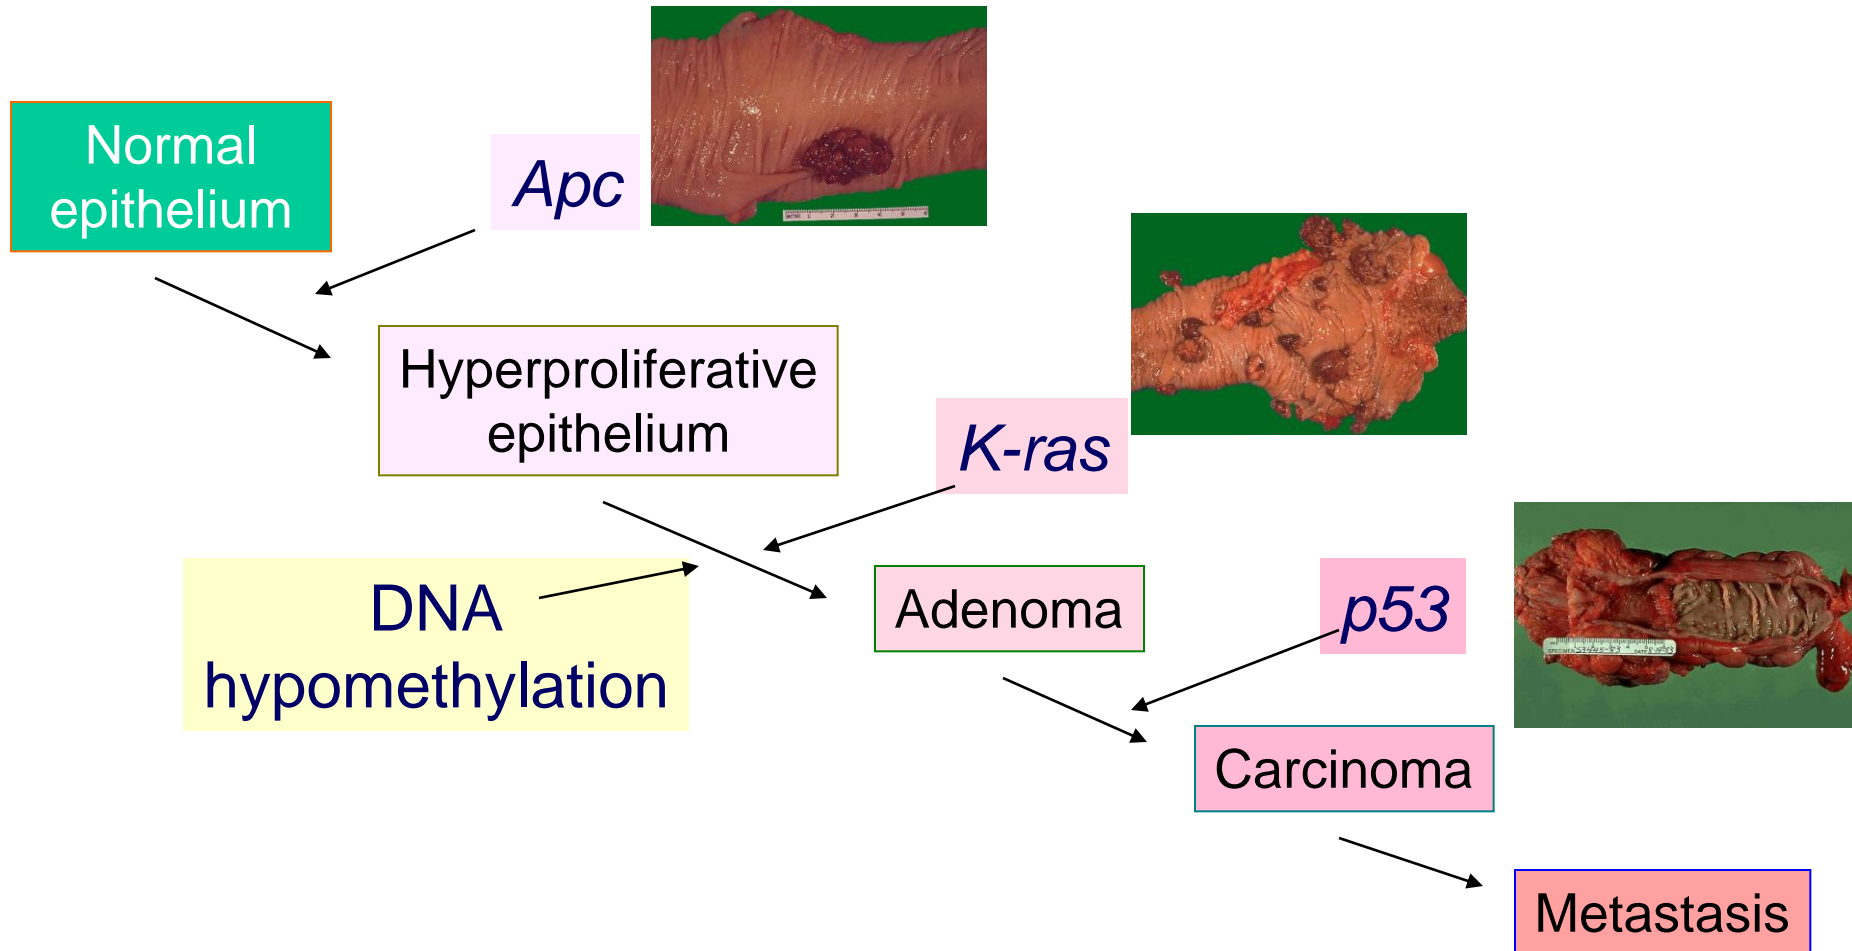 Normal
epithelium
Apc
Hyperproliferative
epithelium
K-ras
DNA
hypomethylation
Adenoma
p53
Carcinoma
Metastasis